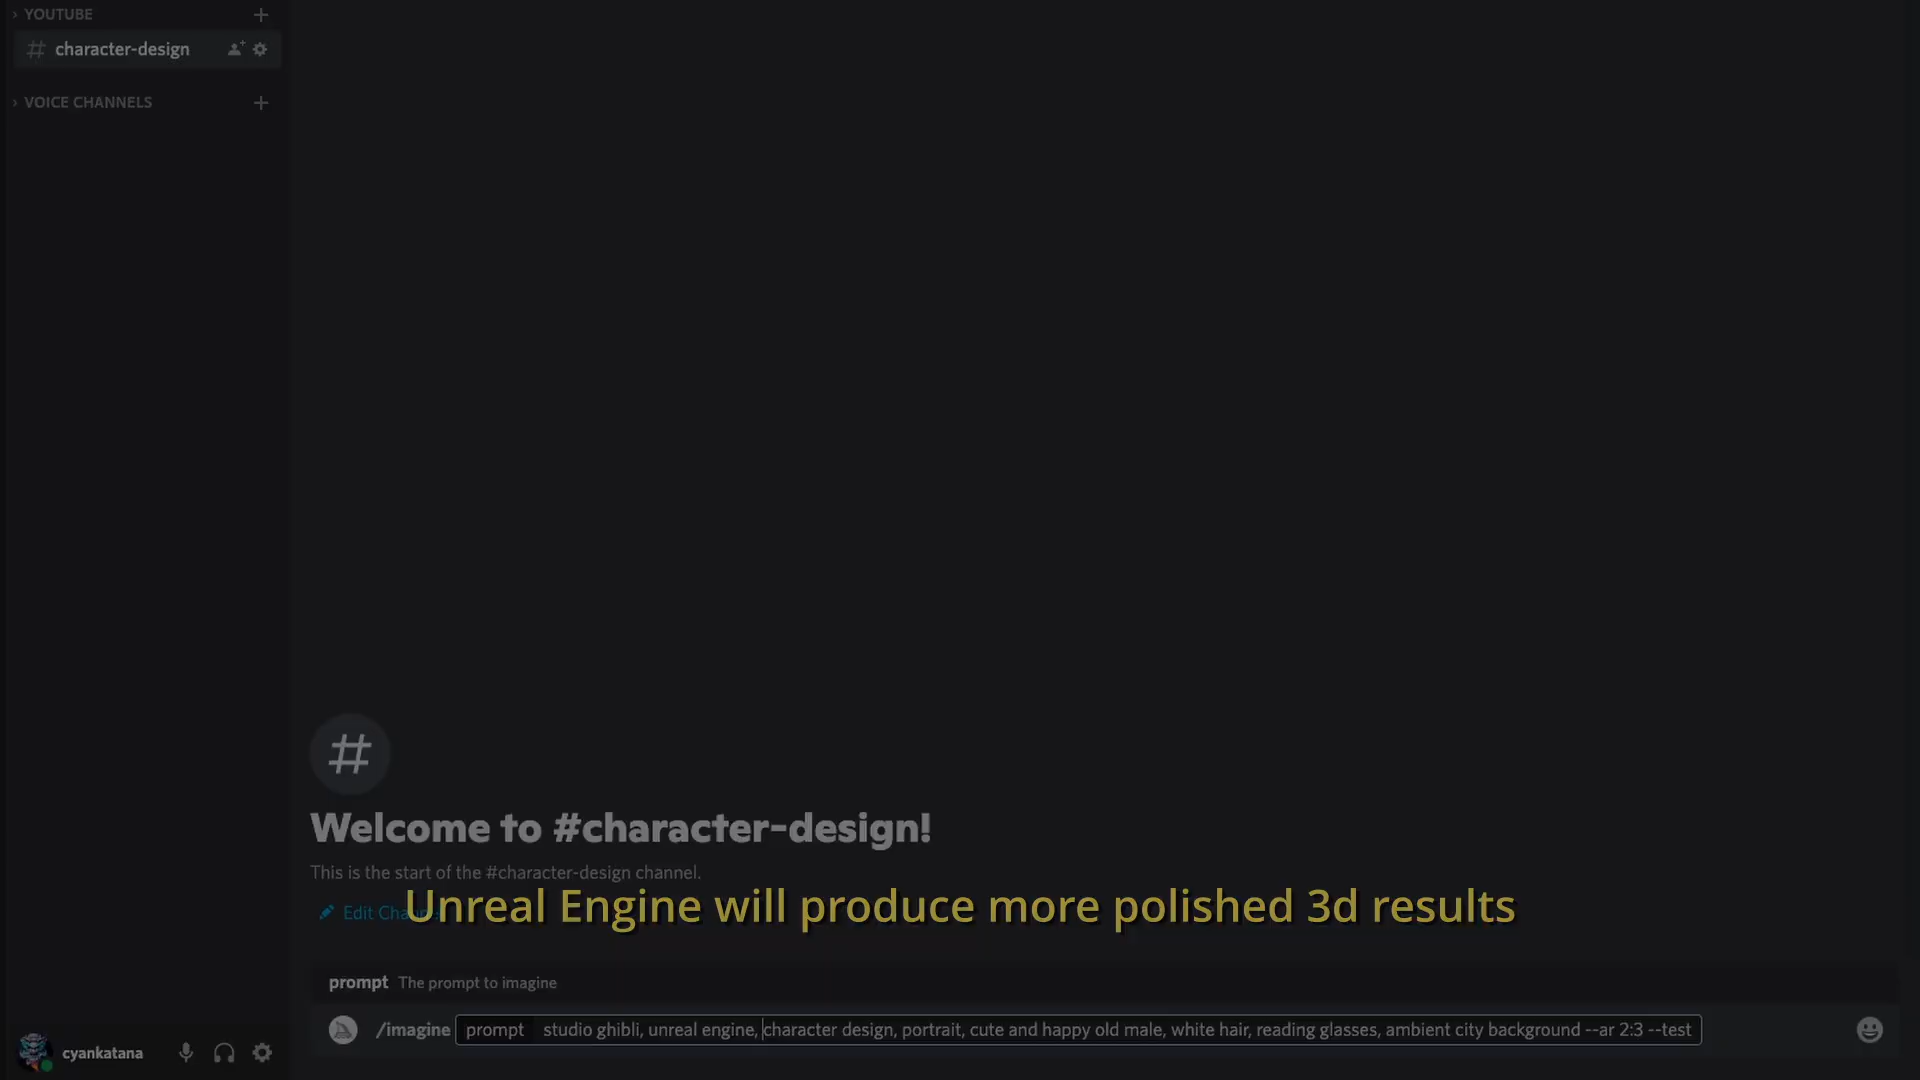 YOUTUBE
character-design
VOICE CHANNELS
Welcome to #character-design!
This is the start of the #character-design channel.
Edit
Unreal Engine will produce more polished 3d results
prompt The prompt to imagine
/imagine prompt studio ghibli, unreal engine, character design, portrait, cute and happy old male, white hair, reading glasses, ambient city background --ar 2:3 --test
cyankatana